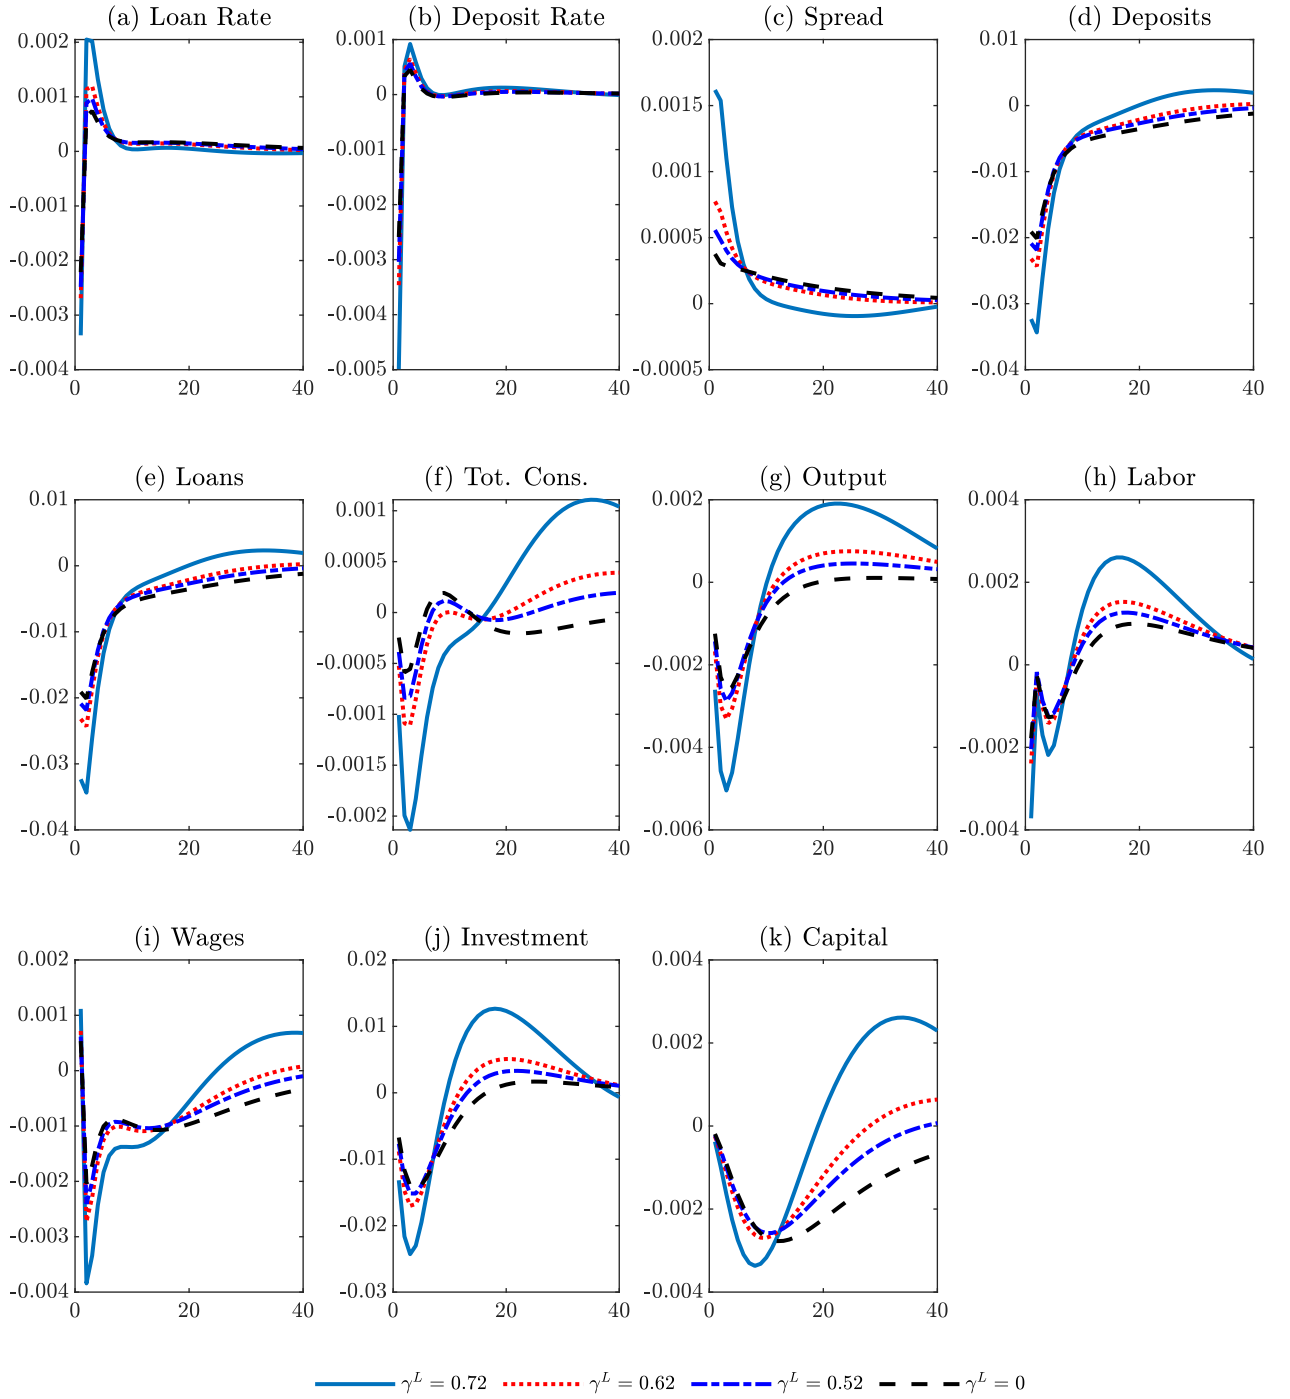 (a) Loan Rate (b) Deposit Rate (c) Spread (d) Deposits
0.002 0.001 0.002 0.01
0.001 0 0.0015 0
0 -0.001 0.001 -0.01
-0.001 -0.002 0.0005 -0.02
-0.002 -0.003 0 -0.03
-0.003 -0.004 -0.0005 -0.04
-0.004 -0.005
0 20 40 0 20 40 0 20 40 0 20 40
(e) Loans (f) Tot. Cons. (g) Output (h) Labor
0.01 0.001 0.002 0.004
0 0.0005 0 0.002
-0.01 0 -0.002 0
-0.02 -0.0005 -0.004 -0.002
-0.03 -0.001 -0.006 -0.004
-0.04 -0.0015
-0.002
0 20 40 0 20 40 0 20 40 0 20 40
(i) Wages (j) Investment (k) Capital
0.002 0.02 0.004
0.001 0.01 0.002
0 0 0
-0.001 -0.01 -0.002
-0.002 -0.02 -0.004
-0.003 -0.03
-0.004
0 20 40 0 20 40 0 20 40
γ^L = 0.72 γ^L = 0.62 γ^L = 0.52 γ^L = 0